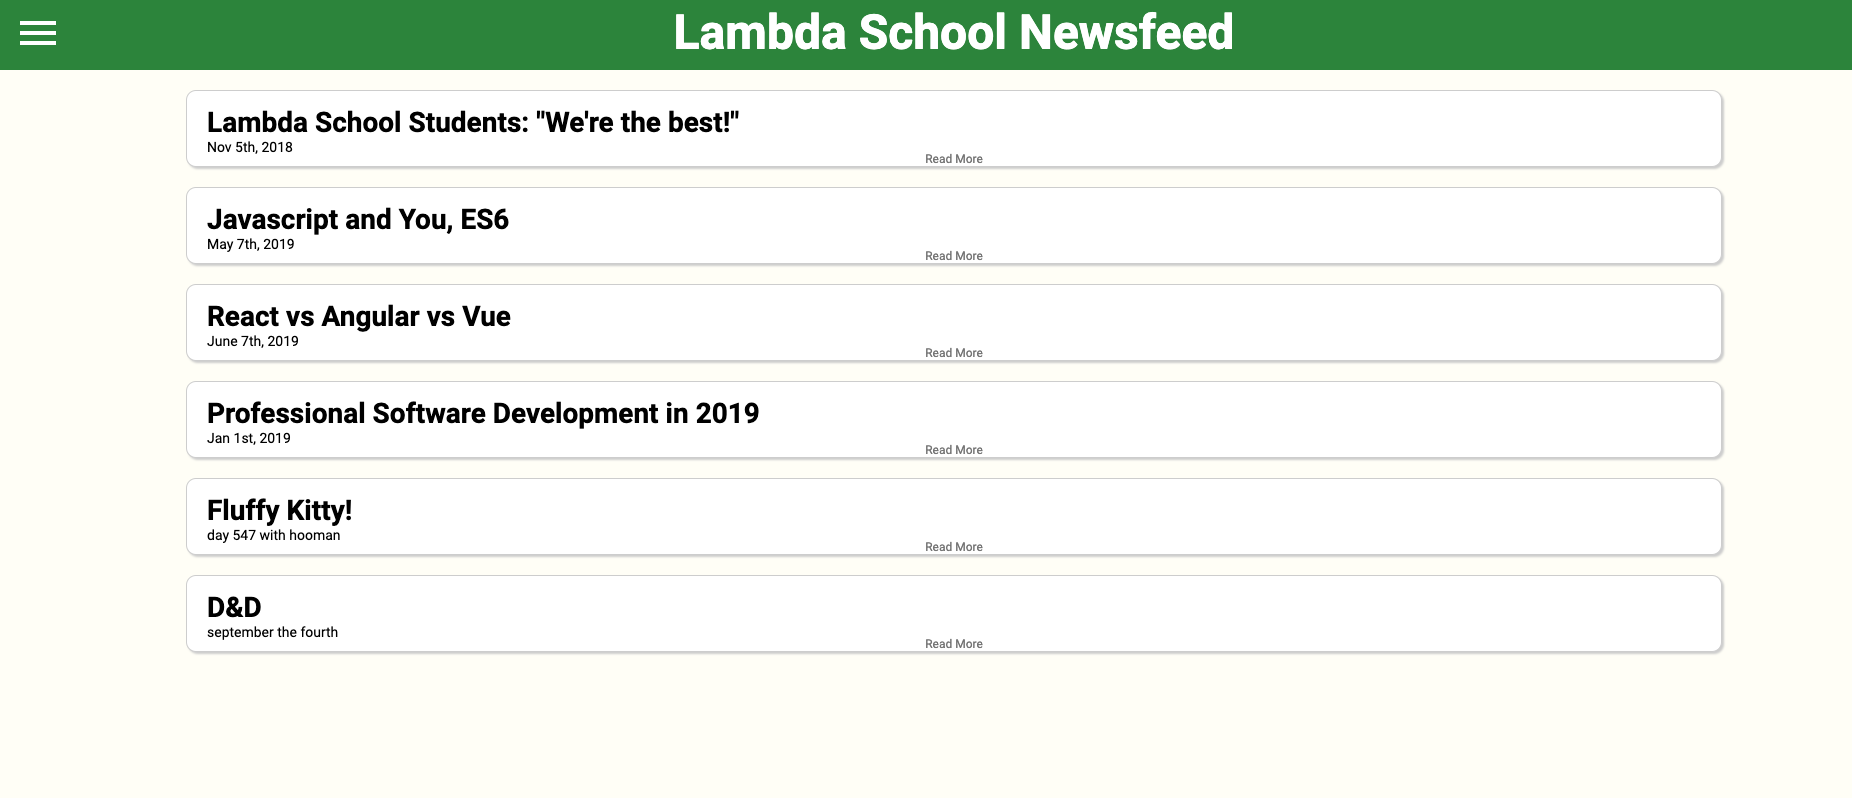 Lambda School Newsfeed
Lambda School Students: "We're the best!"
Nov 5th, 2018
Read More
Javascript and You, ES6
May 7th, 2019
Read More
React vs Angular vs Vue
June 7th, 2019
Read More
Professional Software Development in 2019
Jan 1st, 2019
Read More
Fluffy Kitty!
day 547 with hooman
Read More
D&D
september the fourth
Read More